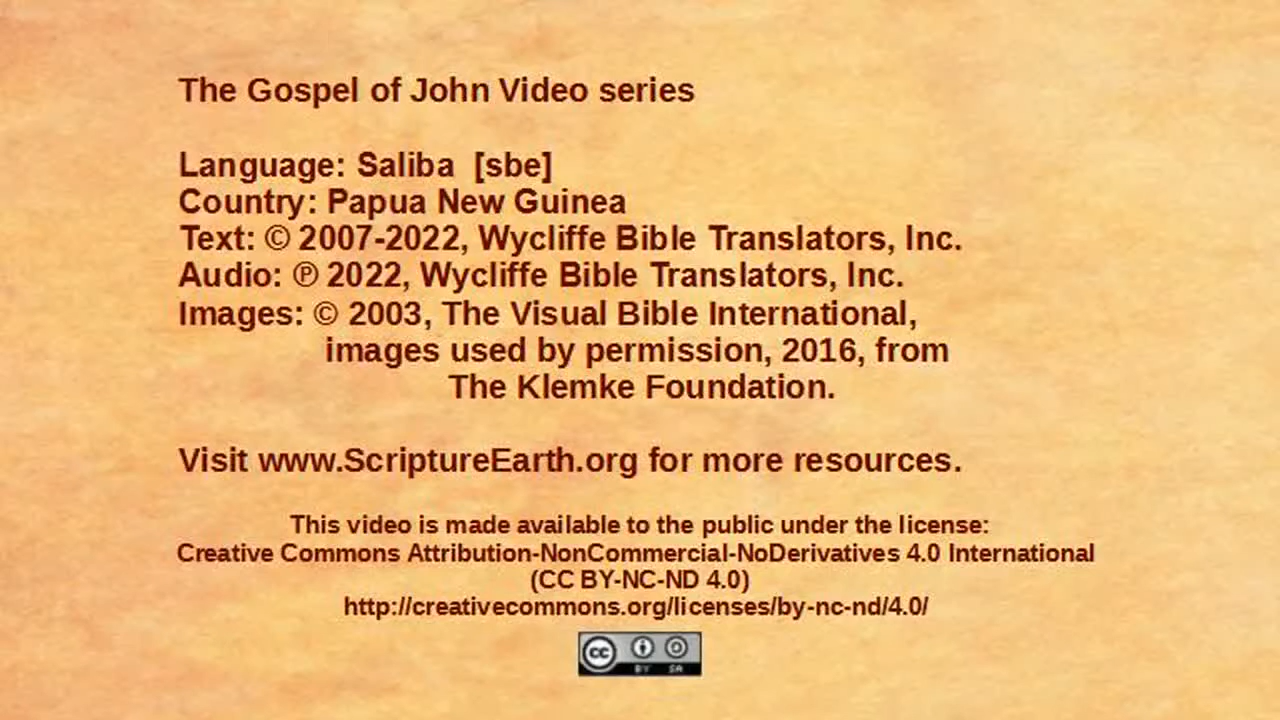 The Gospel of John Video series
Language: Saliba [sbe]
Country: Papua New Guinea
Text: © 2007-2022, Wycliffe Bible Translators, Inc.
Audio: ℗ 2022, Wycliffe Bible Translators, Inc.
Images: © 2003, The Visual Bible International,
images used by permission, 2016, from
The Klemke Foundation.
Visit www.ScriptureEarth.org for more resources.
This video is made available to the public under the license:
Creative Commons Attribution-NonCommercial-NoDerivatives 4.0 International
(CC BY-NC-ND 4.0)
http://creativecommons.org/licenses/by-nc-nd/4.0/
cc BY SA